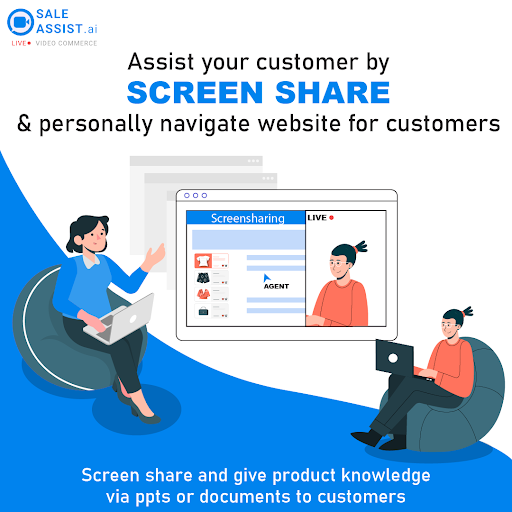 SALE
ASSIST.ai
LIVE VIDEO COMMERCE
Assist your customer by
SCREEN SHARE
& personally navigate website for customers
Screensharing
LIVE
AGENT
Screen share and give product knowledge
via ppts or documents to customers